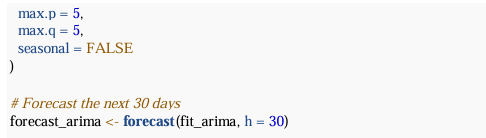 max.p = 5,
max.q = 5,
seasonal = FALSE
)
# Forecast the next 30 days
forecast_arima <- forecast(fit_arima, h = 30)